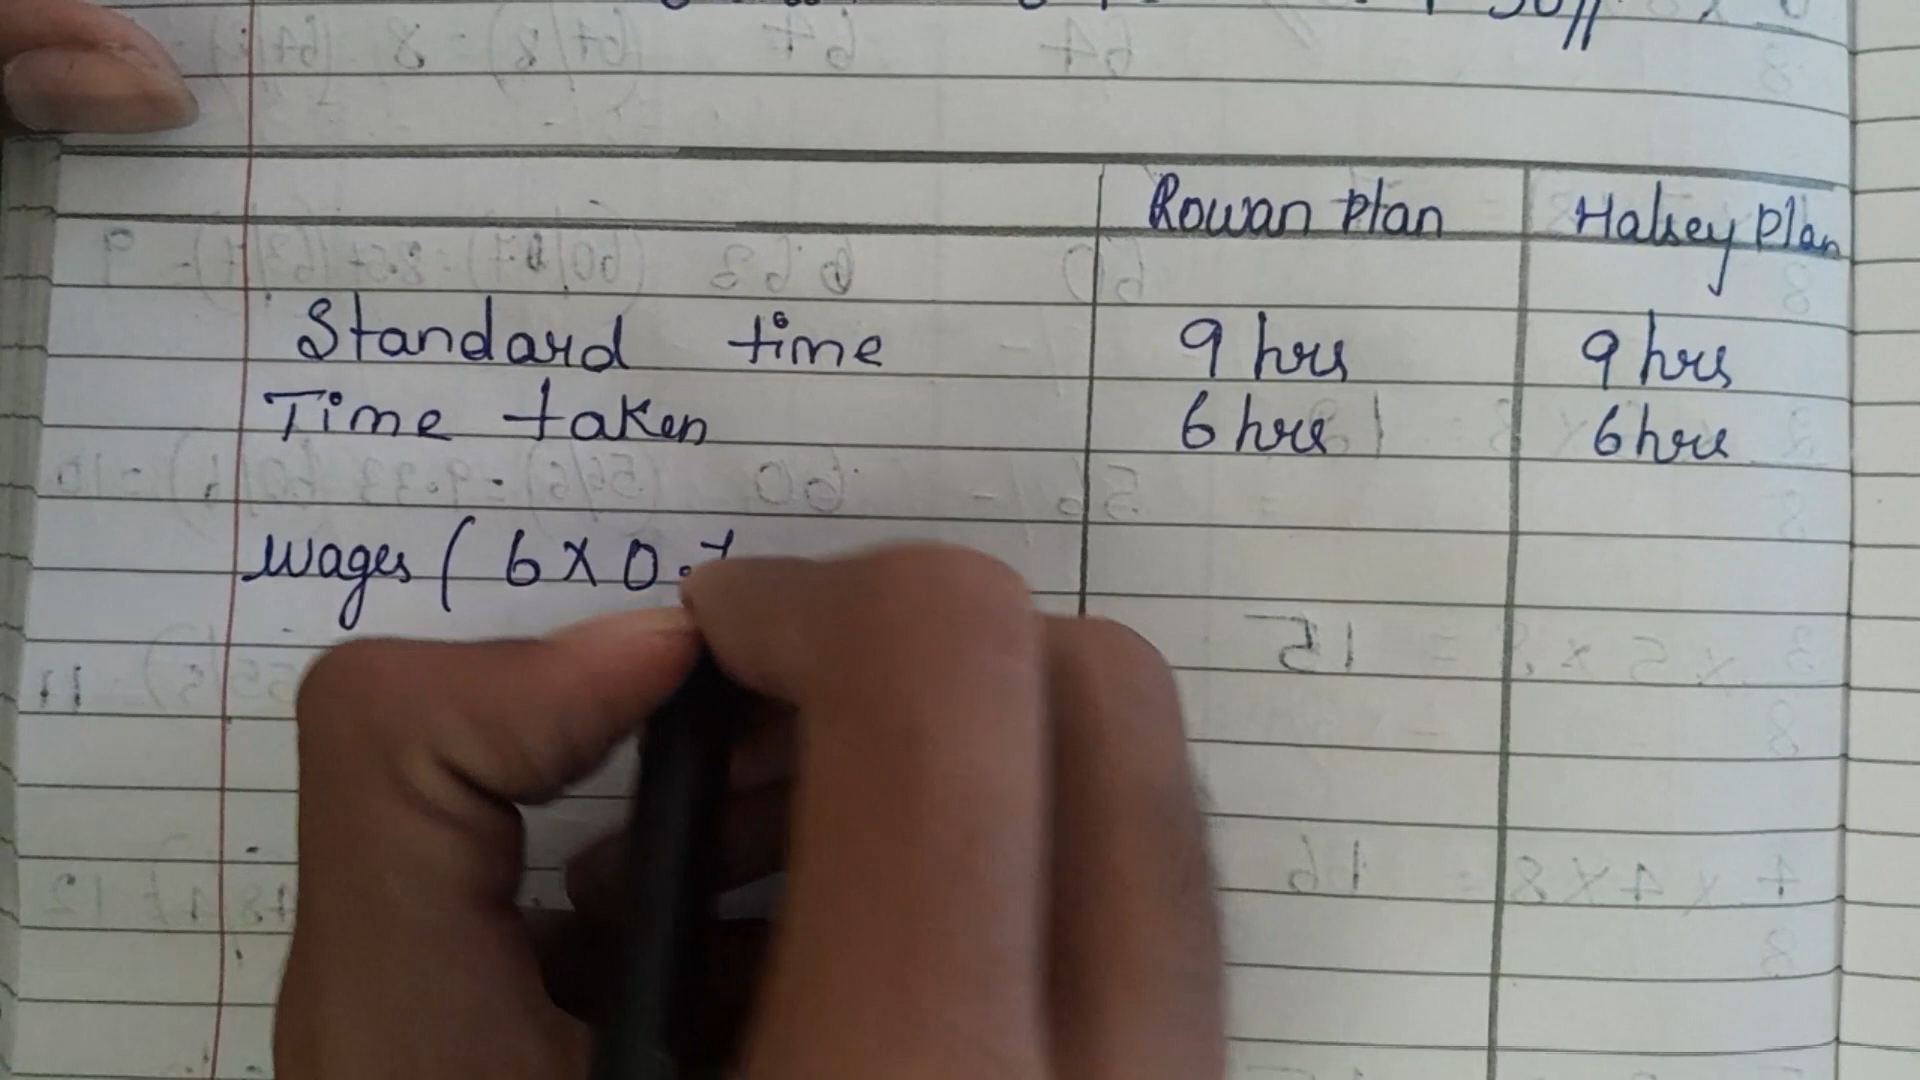 Rowan Plan Halsey Plan
Standard time 9 hrs 9 hrs
Time taken 6 hrs 6 hrs
wages ( 6 × 0.